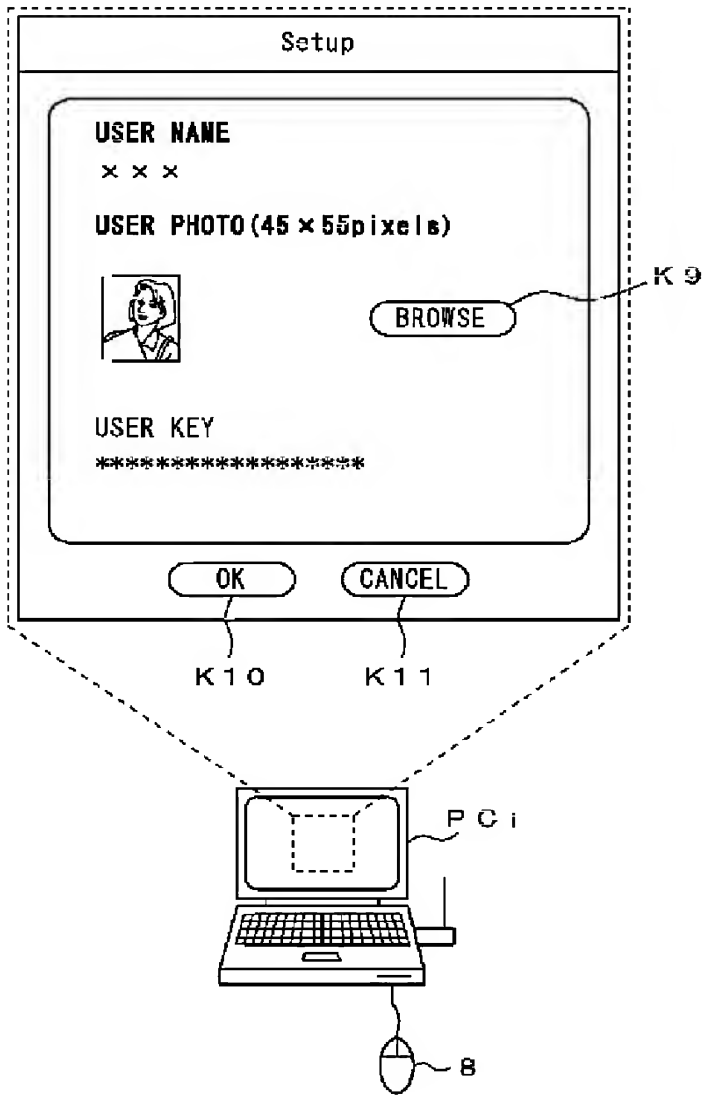 Setup
USER NAME
× × ×
USER PHOTO(45×55pixels)
K9
BROWSE
USER KEY
******************
OK CANCEL
K10 K11
PCi
8